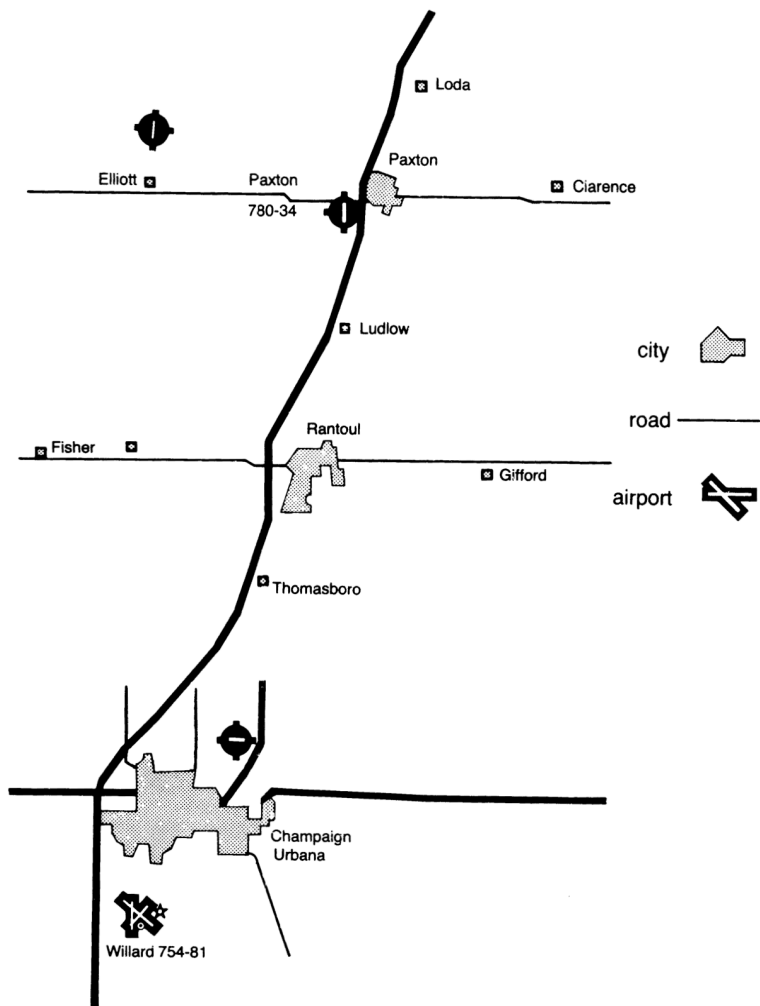 Loda
Paxton
Elliott
Paxton
780-34
Clarence
Ludlow
city
Rantoul
road
Fisher
Gifford
airport
Thomasboro
Champaign
Urbana
Willard 754-81